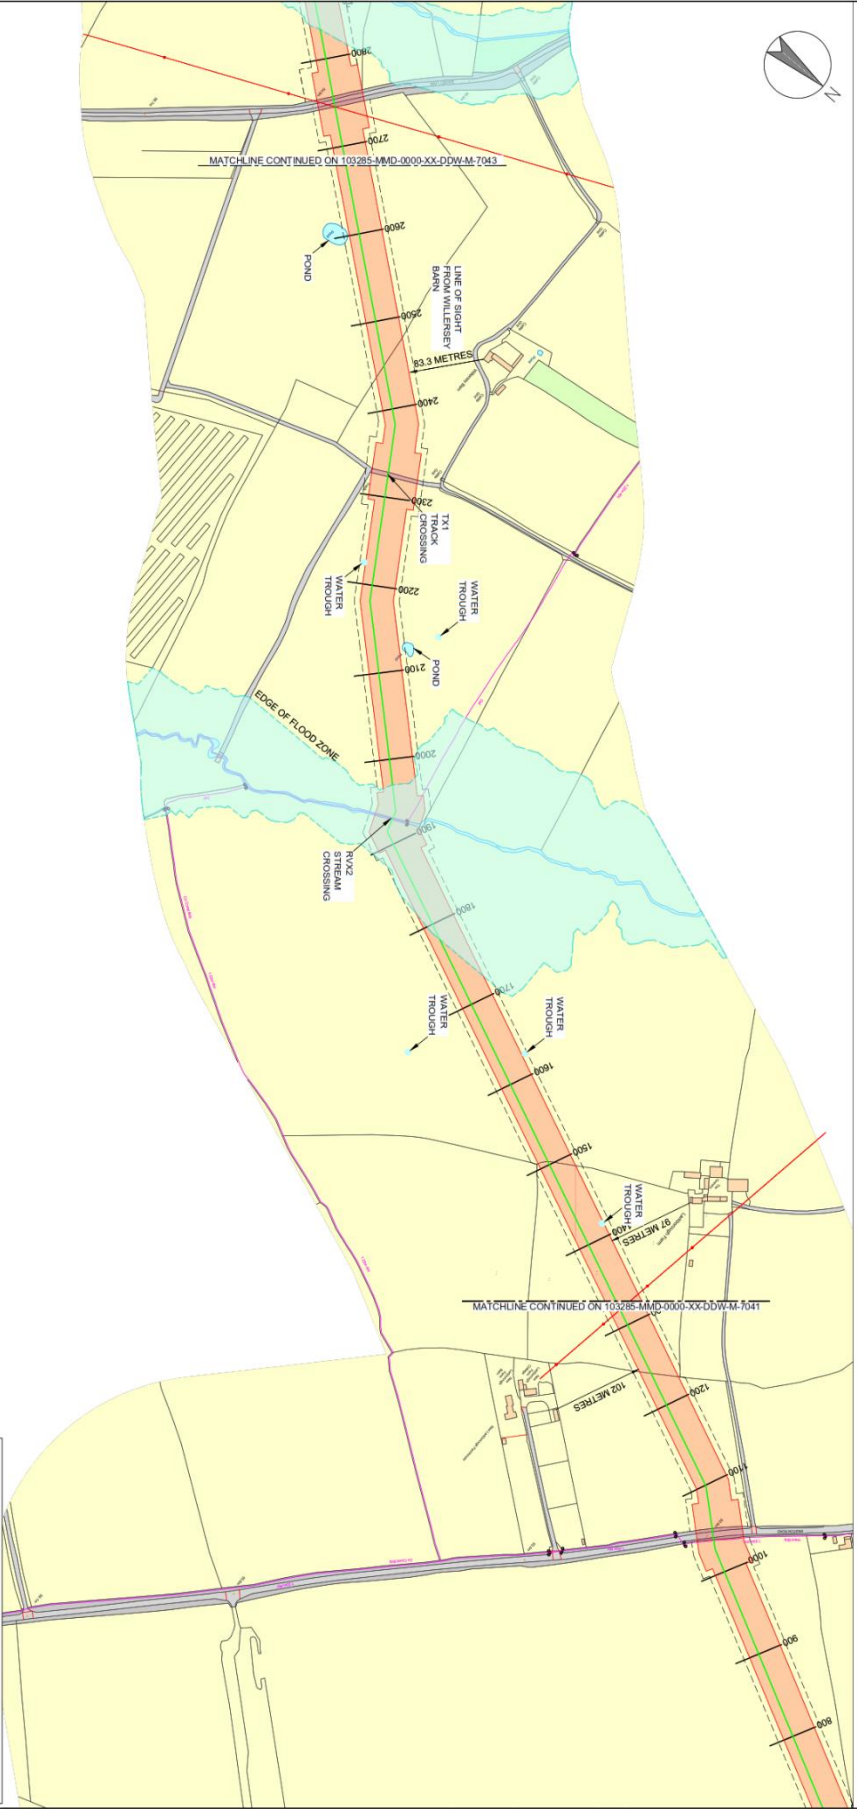 N
2800
2700
MATCHLINE CONTINUED ON 103285-MMD-0000-XX-DDW-M-7043
2600
POND
LINE OF SIGHT
FROM WILLERSEY
BARN
2500
83.3 METRES
2400
TX1
TRACK
CROSSING
2300
WATER
TROUGH
2200
WATER
TROUGH
POND
2100
EDGE OF FLOOD ZONE
2000
1900
RVX2
STREAM
CROSSING
1800
1700
WATER
TROUGH
WATER
TROUGH
1600
1500
WATER
TROUGH
1400
97 METRES
MATCHLINE CONTINUED ON 103285-MMD-0000-XX-DDW-M-7041
102 METRES
1200
1100
1000
900
800